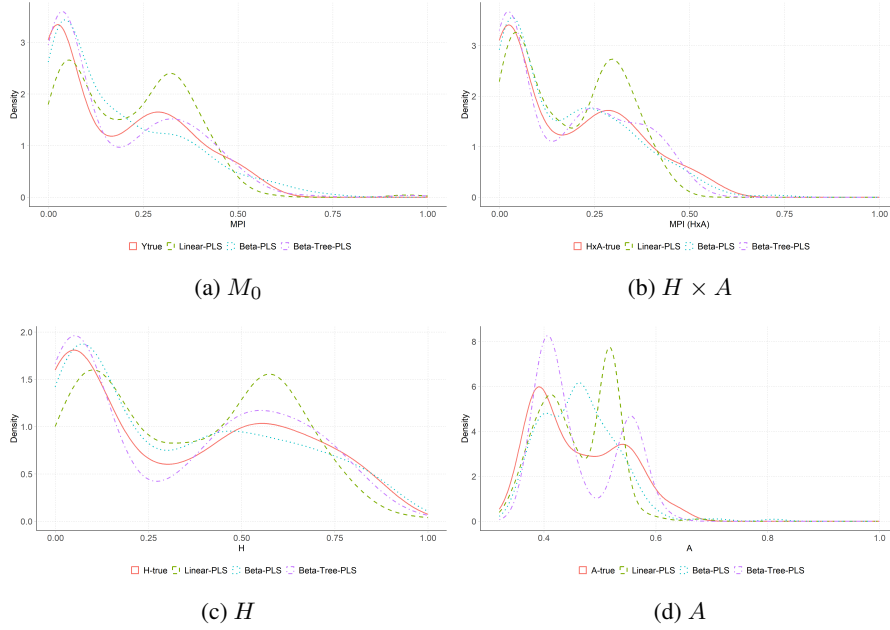 Density
3
2
1
0
0.00 0.25 0.50 0.75 1.00
MPI
Ytrue Linear-PLS Beta-PLS Beta-Tree-PLS
(a) M₀
Density
3
2
1
0
0.00 0.25 0.50 0.75 1.00
MPI (HxA)
HxA-true Linear-PLS Beta-PLS Beta-Tree-PLS
(b) H × A
Density
2.0
1.5
1.0
0.5
0.0
0.00 0.25 0.50 0.75 1.00
H
H-true Linear-PLS Beta-PLS Beta-Tree-PLS
(c) H
Density
8
6
4
2
0
0.4 0.6 0.8 1.0
A
A-true Linear-PLS Beta-PLS Beta-Tree-PLS
(d) A